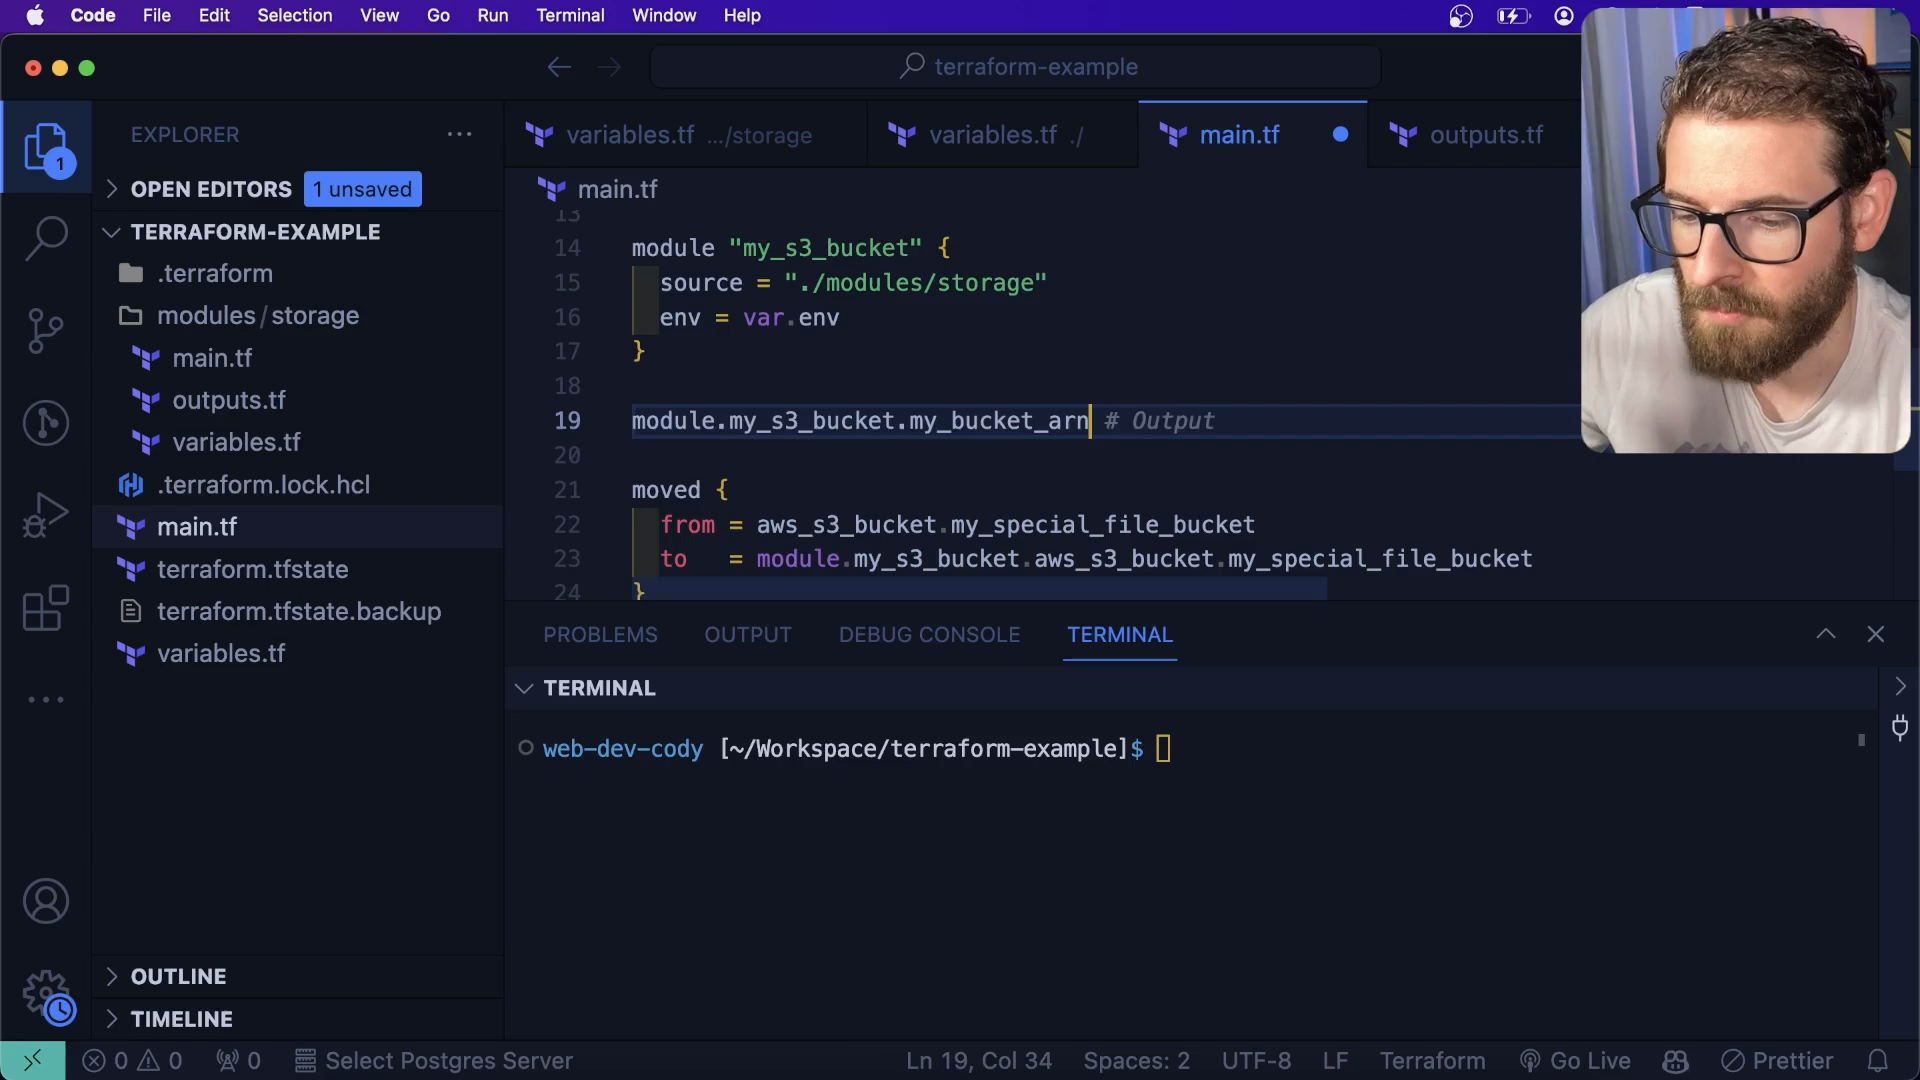 Code File Edit Selection View Go Run Terminal Window Help
terraform-example
EXPLORER
OPEN EDITORS 1 unsaved
TERRAFORM-EXAMPLE
.terraform
modules/storage
main.tf
outputs.tf
variables.tf
.terraform.lock.hcl
main.tf
terraform.tfstate
terraform.tfstate.backup
variables.tf
OUTLINE
TIMELINE
variables.tf .../storage
variables.tf ./
main.tf
outputs.tf
main.tf
13
14 module "my_s3_bucket" {
15 source = "./modules/storage"
16 env = var.env
17 }
18
19 module.my_s3_bucket.my_bucket_arn # Output
20
21 moved {
22 from = aws_s3_bucket.my_special_file_bucket
23 to = module.my_s3_bucket.aws_s3_bucket.my_special_file_bucket
24 }
PROBLEMS OUTPUT DEBUG CONSOLE TERMINAL
TERMINAL
web-dev-cody [~/Workspace/terraform-example]$
1
0 0 0 Select Postgres Server Ln 19, Col 34 Spaces: 2 UTF-8 LF Terraform Go Live Prettier